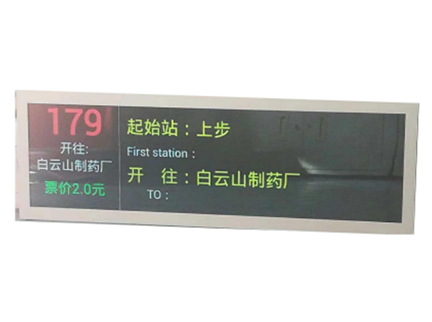 179
开往:
白云山制药厂
票价2.0元
起始站：上步
First station：
开 往：白云山制药厂
TO：